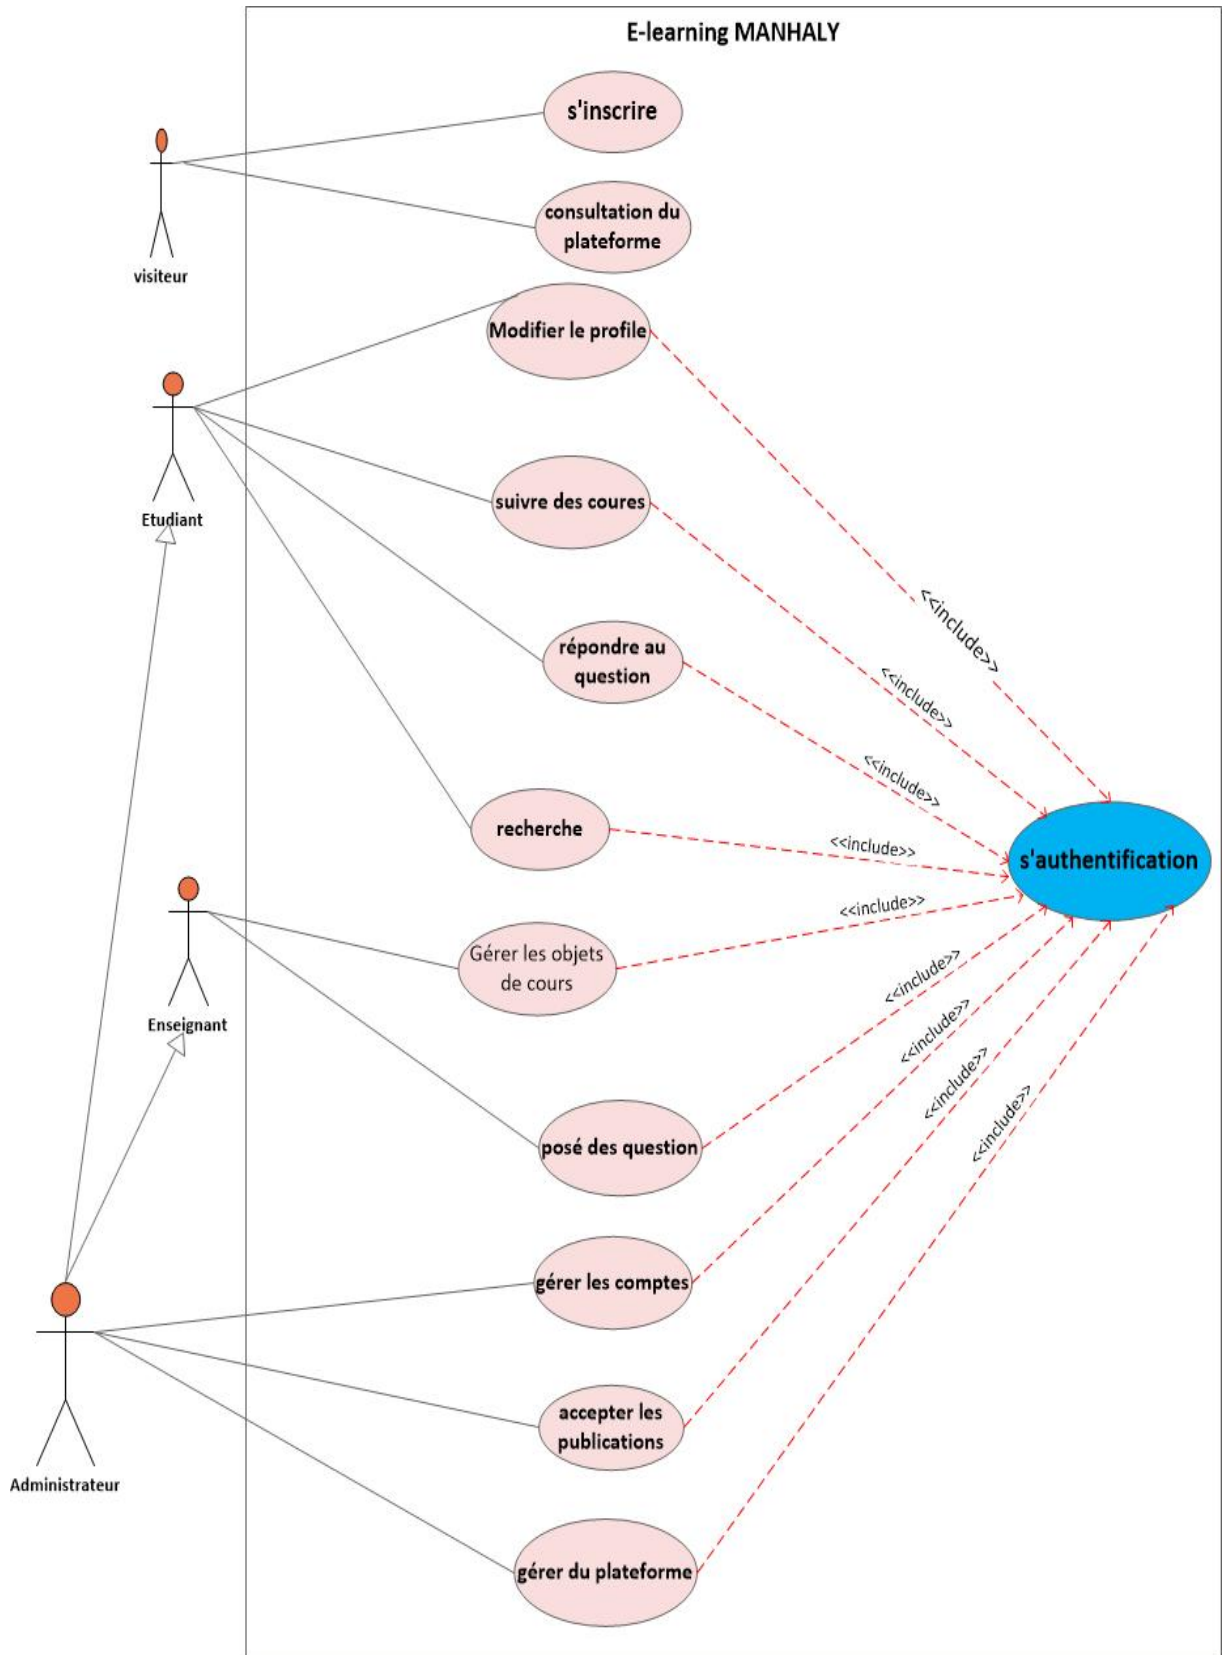 E-learning MANHALY
s'inscrire
consultation du
plateforme
visiteur
Modifier le profile
Etudiant
suivre des coures
<<include>>
répondre au
question
<<include>>
<<include>>
recherche
<<include>>
s'authentification
<<include>>
Gérer les objets
de cours
Enseignant
<<include>>
<<include>>
<<include>>
<<include>>
posé des question
gérer les comptes
accepter les
publications
Administrateur
gérer du plateforme